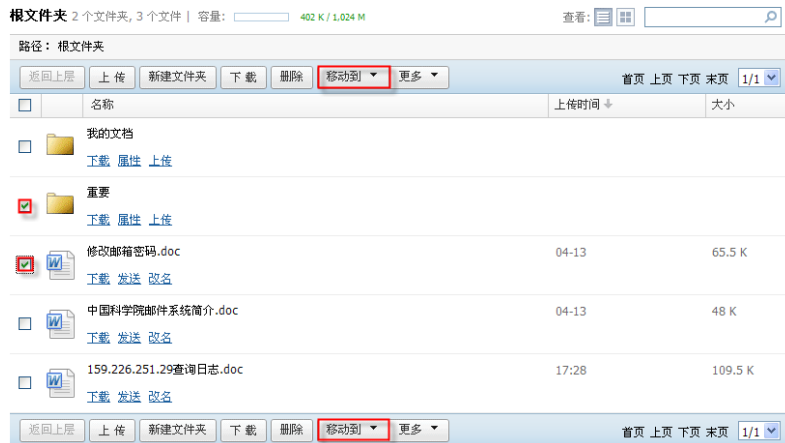 根文件夹 2 个文件夹, 3 个文件 | 容量: 402 K / 1,024 M 查看:
路径： 根文件夹
返回上层 上 传 新建文件夹 下 载 删除 移动到 更多 首页 上页 下页 末页 1/1
名称 上传时间 大小
我的文档
下载 属性 上传
重要
下载 属性 上传
修改邮箱密码.doc 04-13 65.5 K
下载 发送 改名
中国科学院邮件系统简介.doc 04-13 48 K
下载 发送 改名
159.226.251.29查询日志.doc 17:28 109.5 K
下载 发送 改名
返回上层 上 传 新建文件夹 下 载 删除 移动到 更多 首页 上页 下页 末页 1/1